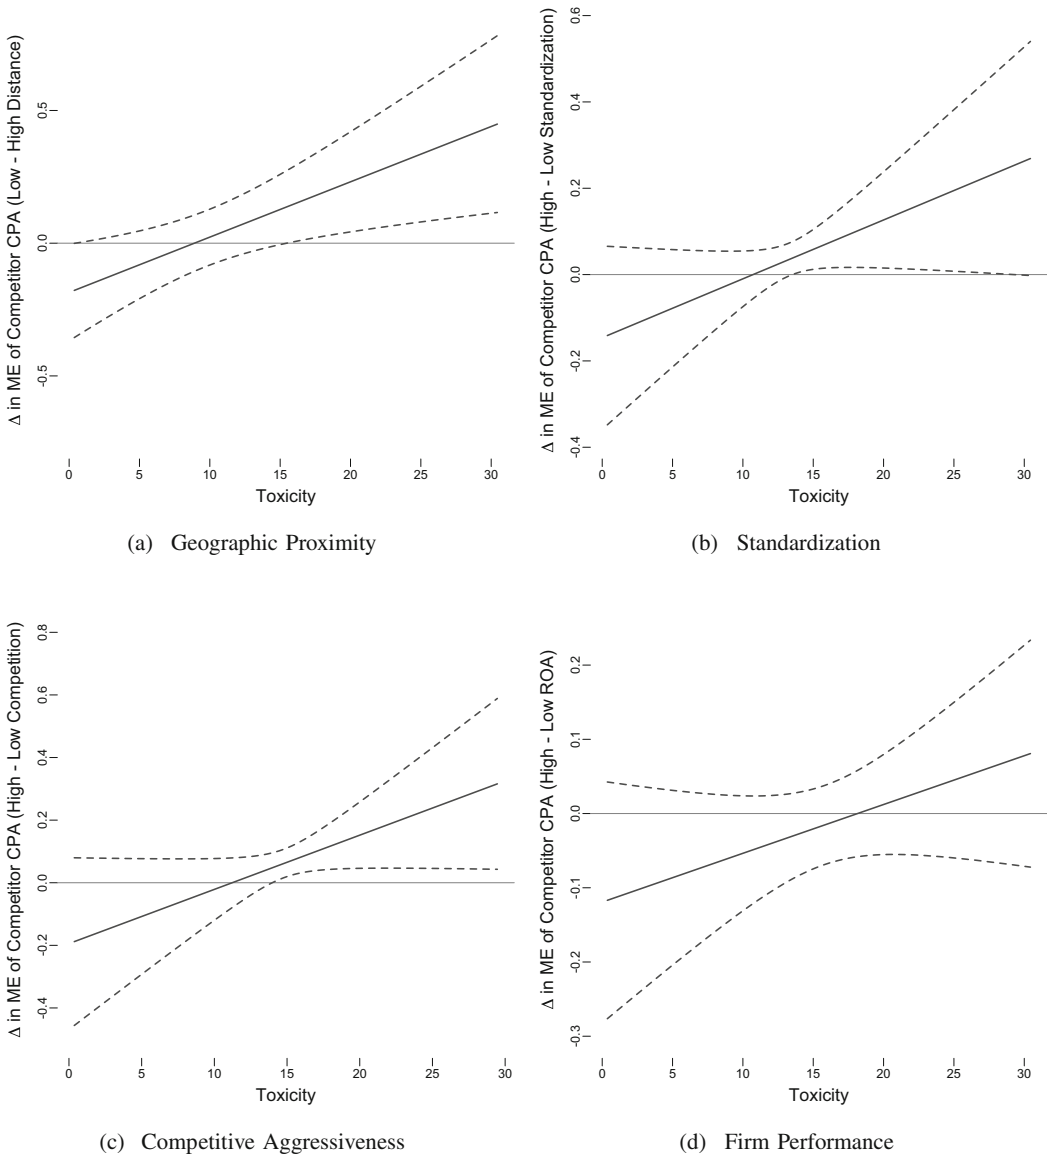 Δ in ME of Competitor CPA (Low - High Distance)
0.5
0.0
-0.5
0 5 10 15 20 25 30
Toxicity
(a) Geographic Proximity
Δ in ME of Competitor CPA (High - Low Standardization)
0.6
0.4
0.2
0.0
-0.2
-0.4
0 5 10 15 20 25 30
Toxicity
(b) Standardization
Δ in ME of Competitor CPA (High - Low Competition)
0.8
0.6
0.4
0.2
0.0
-0.2
-0.4
0 5 10 15 20 25 30
Toxicity
(c) Competitive Aggressiveness
Δ in ME of Competitor CPA (High - Low ROA)
0.2
0.1
0.0
-0.1
-0.2
-0.3
0 5 10 15 20 25 30
Toxicity
(d) Firm Performance